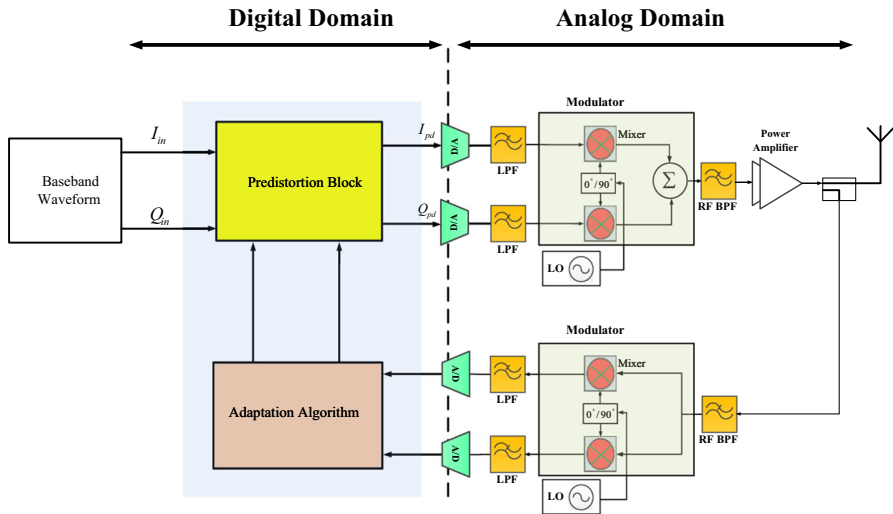 Digital Domain
Analog Domain
Baseband
Waveform
I_in
Q_in
Predistortion Block
I_pd
Q_pd
D/A
D/A
LPF
LPF
Modulator
Mixer
0°/90°
Σ
LO
RF BPF
Power
Amplifier
Adaptation Algorithm
A/D
A/D
LPF
LPF
Modulator
Mixer
0°/90°
LO
RF BPF